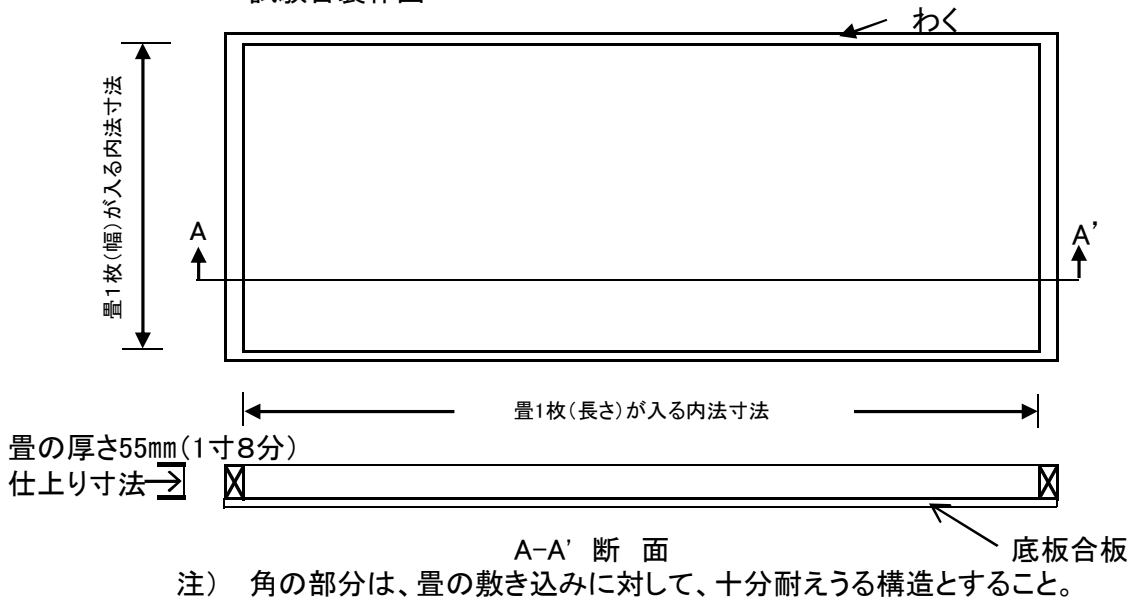 わく
畳1枚(幅)が入る内法寸法
A
A'
畳1枚(長さ)が入る内法寸法
畳の厚さ55mm(1寸8分)
仕上り寸法
A-A' 断 面
底板合板
注) 角の部分は、畳の敷き込みに対して、十分耐えうる構造とすること。